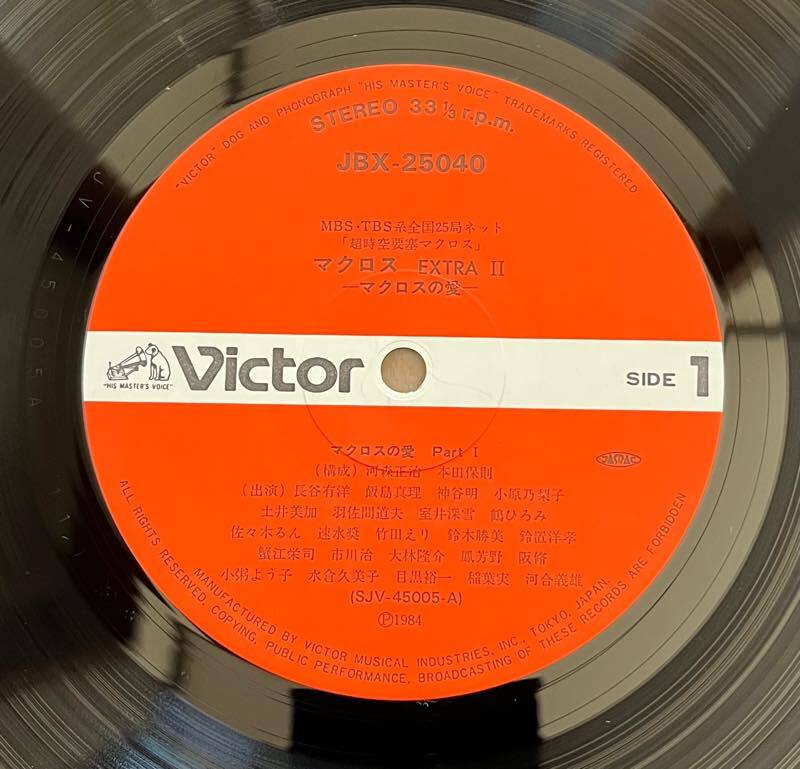 "VICTOR" DOG AND PHONOGRAPH "HIS MASTER'S VOICE" TRADEMARKS REGISTERED
STEREO 33 1/3 r.p.m.
JBX-25040
MBS・TBS系全国25局ネット
「超時空要塞マクロス」
マクロス EXTRA II
―マクロスの愛―
"HIS MASTER'S VOICE"
Victor
SIDE 1
マクロスの愛 Part I
(構成) 河森正治 本田保則
JASRAC
(出演) 長谷有洋 飯島真理 神谷明 小原乃梨子
土井美加 羽佐間道夫 室井深雪 鶴ひろみ
佐々木るん 速水奨 竹田えり 鈴木勝美 鈴置洋孝
蟹江栄司 市川治 大林隆介 鳳芳野 阪脩
小粥よう子 水倉久美子 目黒裕一 稲葉実 河合義雄
(SJV-45005-A)
Ⓟ1984
ALL RIGHTS RESERVED. COPYING, PUBLIC PERFORMANCE, BROADCASTING OF THESE RECORDS ARE FORBIDDEN
MANUFACTURED BY VICTOR MUSICAL INDUSTRIES, INC., TOKYO, JAPAN.
JV-45005A